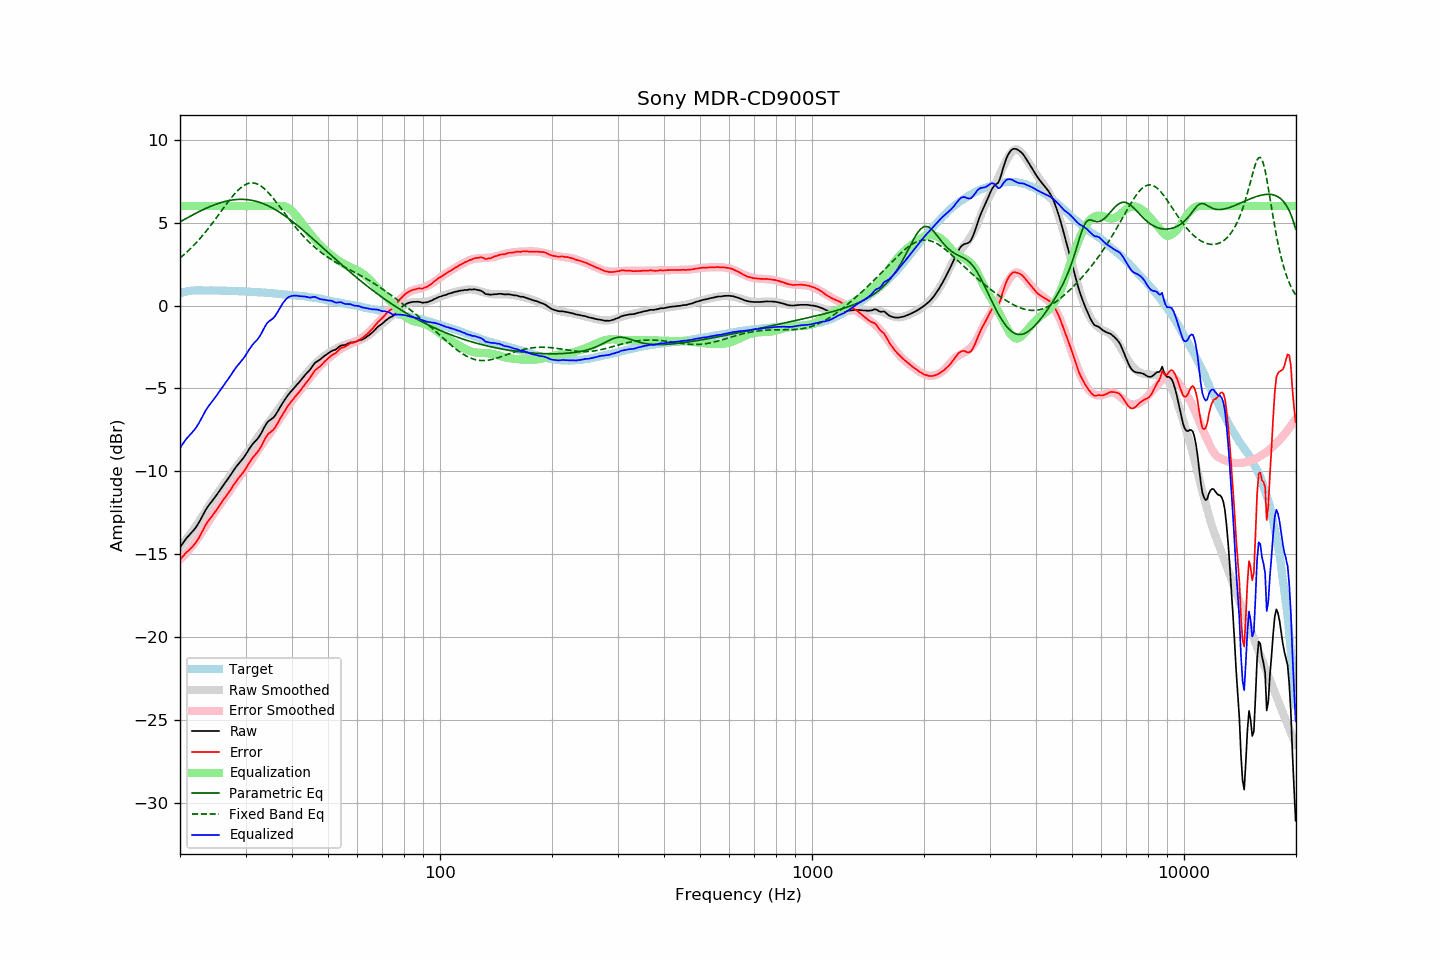 Sony MDR-CD900ST
10
5
0
−5
−10
−15
−20
−25
−30
Amplitude (dBr)
Target
Raw Smoothed
Error Smoothed
Raw
Error
Equalization
Parametric Eq
Fixed Band Eq
Equalized
100
1000
10000
Frequency (Hz)